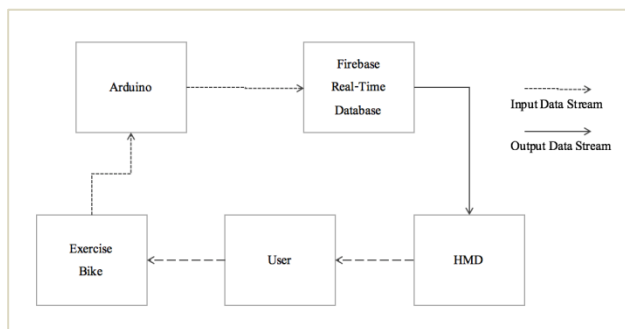 Arduino
Firebase
Real-Time
Database
Input Data Stream
Output Data Stream
Exercise
Bike
User
HMD